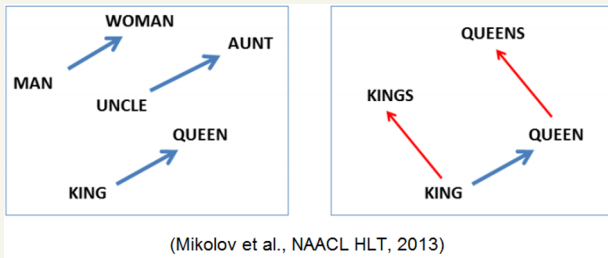 WOMAN
AUNT
MAN
UNCLE
QUEEN
KING
QUEENS
KINGS
QUEEN
KING
(Mikolov et al., NAACL HLT, 2013)